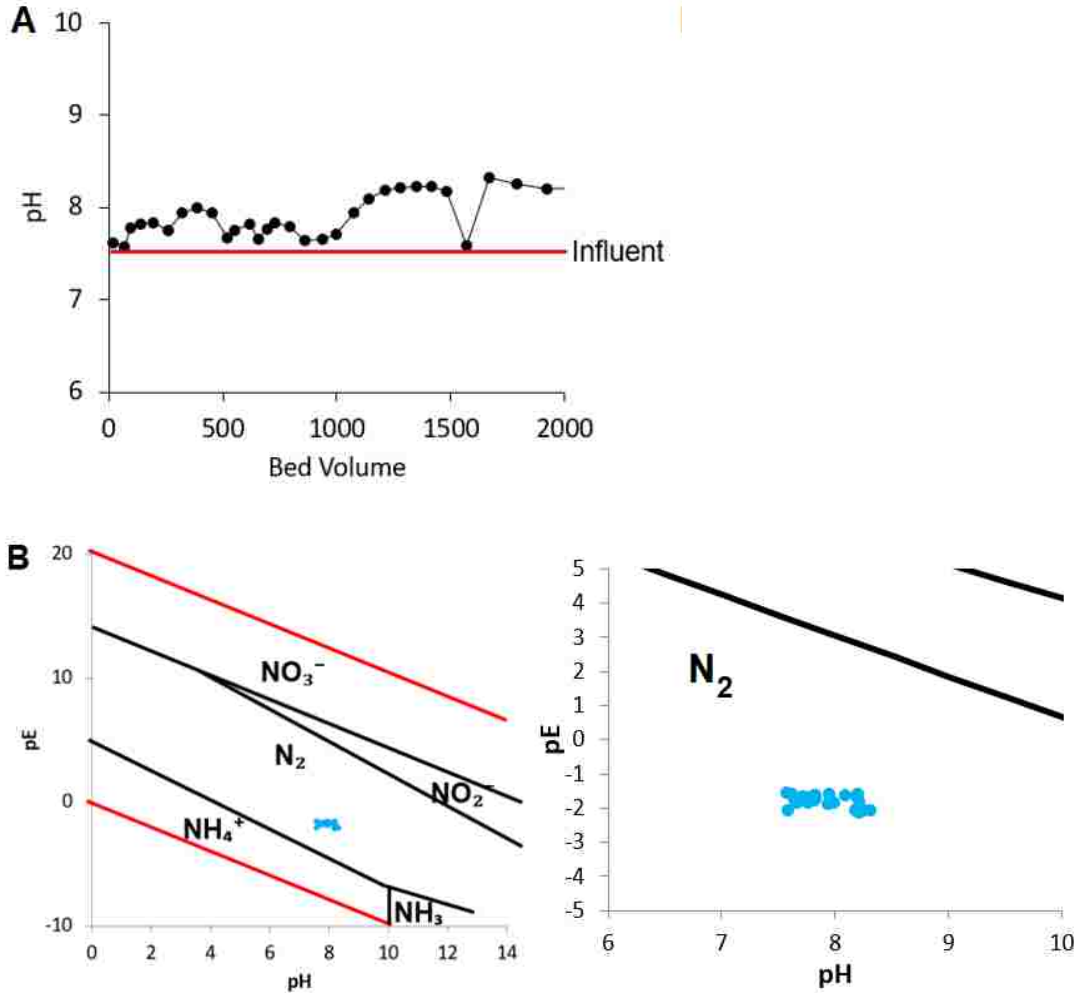 A
10
9
8
7
6
pH
Influent
0 500 1000 1500 2000
Bed Volume
B
20
10
0
-10
pE
NO₃⁻
N₂
NO₂⁻
NH₄⁺
NH₃
0 2 4 6 8 10 12 14
pH
5
4
3
2
1
0
-1
-2
-3
-4
-5
pE
N₂
6 7 8 9 10
pH